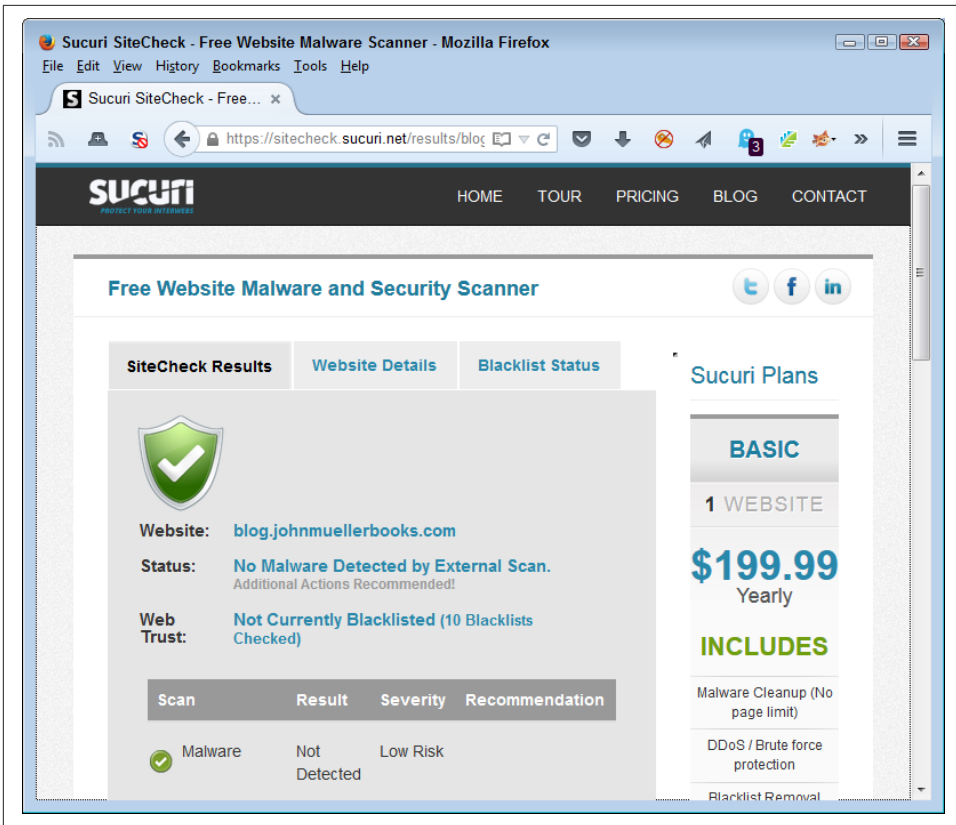 Sucuri SiteCheck - Free Website Malware Scanner - Mozilla Firefox
File Edit View History Bookmarks Tools Help
S Sucuri SiteCheck - Free... ×
https://sitecheck.sucuri.net/results/blog
3
SUCURI
PROTECT YOUR INTERWEBS
HOME TOUR PRICING BLOG CONTACT
Free Website Malware and Security Scanner
SiteCheck Results Website Details Blacklist Status
Website: blog.johnmuellerbooks.com
Status: No Malware Detected by External Scan.
Additional Actions Recommended!
Web Trust: Not Currently Blacklisted (10 Blacklists
Checked)
Scan Result Severity Recommendation
Malware Not Low Risk
Detected
Sucuri Plans
BASIC
1 WEBSITE
$199.99
Yearly
INCLUDES
Malware Cleanup (No
page limit)
DDoS / Brute force
protection
Blacklist Removal